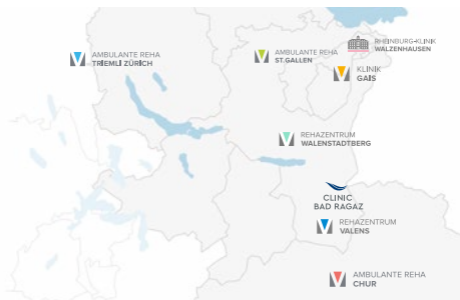 AMBULANTE REHA
TRIEMLI ZÜRICH
AMBULANTE REHA
ST.GALLEN
RHEINBURG-KLINIK
WALZENHAUSEN
KLINIK
GAIS
REHAZENTRUM
WALENSTADTBERG
CLINIC
BAD RAGAZ
REHAZENTRUM
VALENS
AMBULANTE REHA
CHUR